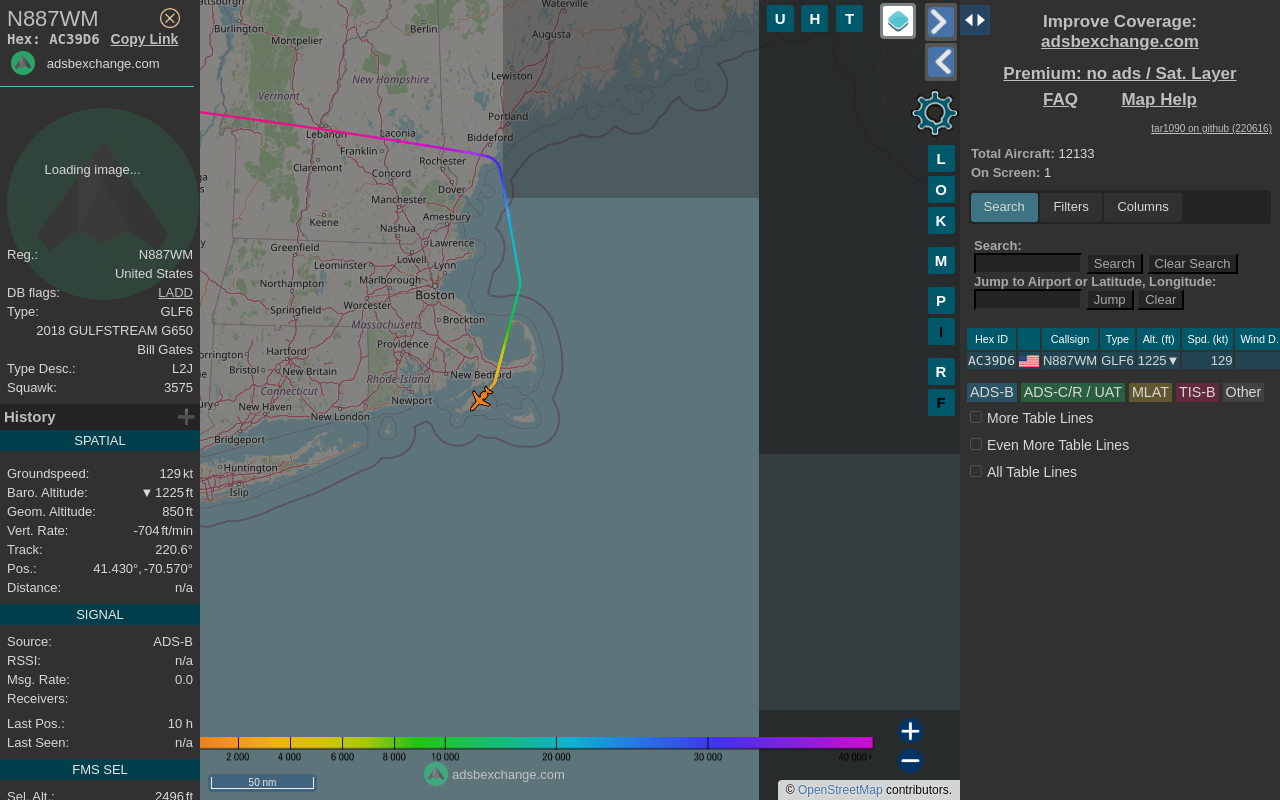 N887WM
Hex: AC39D6 Copy Link
adsbexchange.com
Loading image...
Reg.: N887WM
United States
DB flags: LADD
Type: GLF6
2018 GULFSTREAM G650
Bill Gates
Type Desc.: L2J
Squawk: 3575
History
SPATIAL
Groundspeed: 129 kt
Baro. Altitude: ▼ 1225 ft
Geom. Altitude: 850 ft
Vert. Rate: -704 ft/min
Track: 220.6°
Pos.: 41.430°, -70.570°
Distance: n/a
SIGNAL
Source: ADS-B
RSSI: n/a
Msg. Rate: 0.0
Receivers:
Last Pos.: 10 h
Last Seen: n/a
FMS SEL
Sel. Alt.: 2496 ft
Waterville
Burlington
Berlin
Montpelier
Augusta
Lewiston
New Hampshire
Vermont
Portland
Lebanon
Laconia
Biddeford
Franklin
Rochester
Claremont
Concord
Dover
Manchester
Amesbury
Keene
Nashua
Lawrence
Greenfield
Lowell
Leominster
Lynn
Northampton
Marlborough
Boston
Springfield
Worcester
Massachusetts
Brockton
Providence
Hartford
Bristol
New Britain
Rhode Island
New Bedford
Connecticut
Newport
New Haven
New London
Bridgeport
Huntington
Islip
U H T
L
O
K
M
P
I
R
F
2 000 4 000 6 000 8 000 10 000 20 000 30 000 40 000+
adsbexchange.com
50 nm
© OpenStreetMap contributors.
Improve Coverage:
adsbexchange.com
Premium: no ads / Sat. Layer
FAQ Map Help
tar1090 on github (220616)
Total Aircraft: 12133
On Screen: 1
Search Filters Columns
Search:
Search Clear Search
Jump to Airport or Latitude, Longitude:
Jump Clear
Hex ID Callsign Type Alt. (ft) Spd. (kt) Wind D.
AC39D6 N887WM GLF6 1225▼ 129
ADS-B ADS-C/R / UAT MLAT TIS-B Other
More Table Lines
Even More Table Lines
All Table Lines